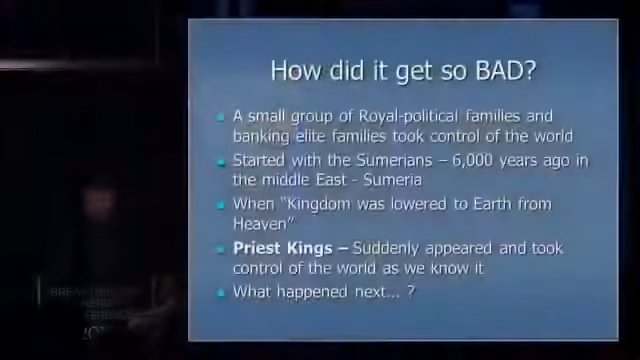 How did it get so BAD?
A small group of Royal-political families and
banking elite families took control of the world
Started with the Sumerians – 6,000 years ago in
the middle East - Sumeria
When "Kingdom was lowered to Earth from
Heaven"
Priest Kings – Suddenly appeared and took
control of the world as we know it
What happened next... ?